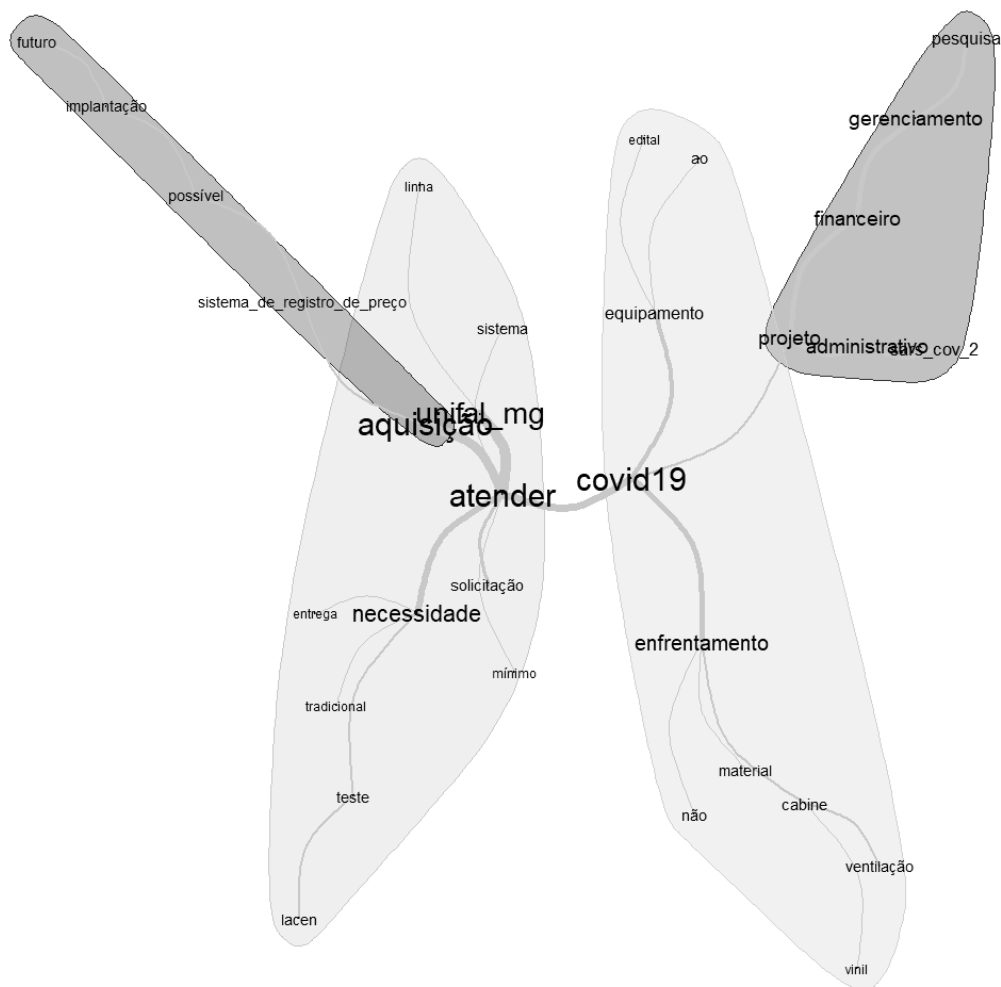 futuro
pesquisa
implantação
gerenciamento
edital
ao
linha
possível
financeiro
sistema_de_registro_de_preço
equipamento
sistema
projeto
administrativo
sars_cov_2
unifal_mg
aquisição
covid19
atender
solicitação
entrega
necessidade
enfrentamento
mínimo
tradicional
material
teste
cabine
não
ventilação
lacen
vinil